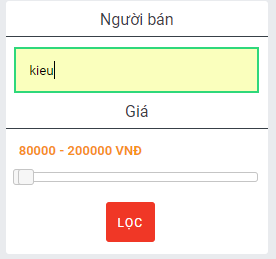 Người bán
kieu
Giá
80000 - 200000 VNĐ
LỌC